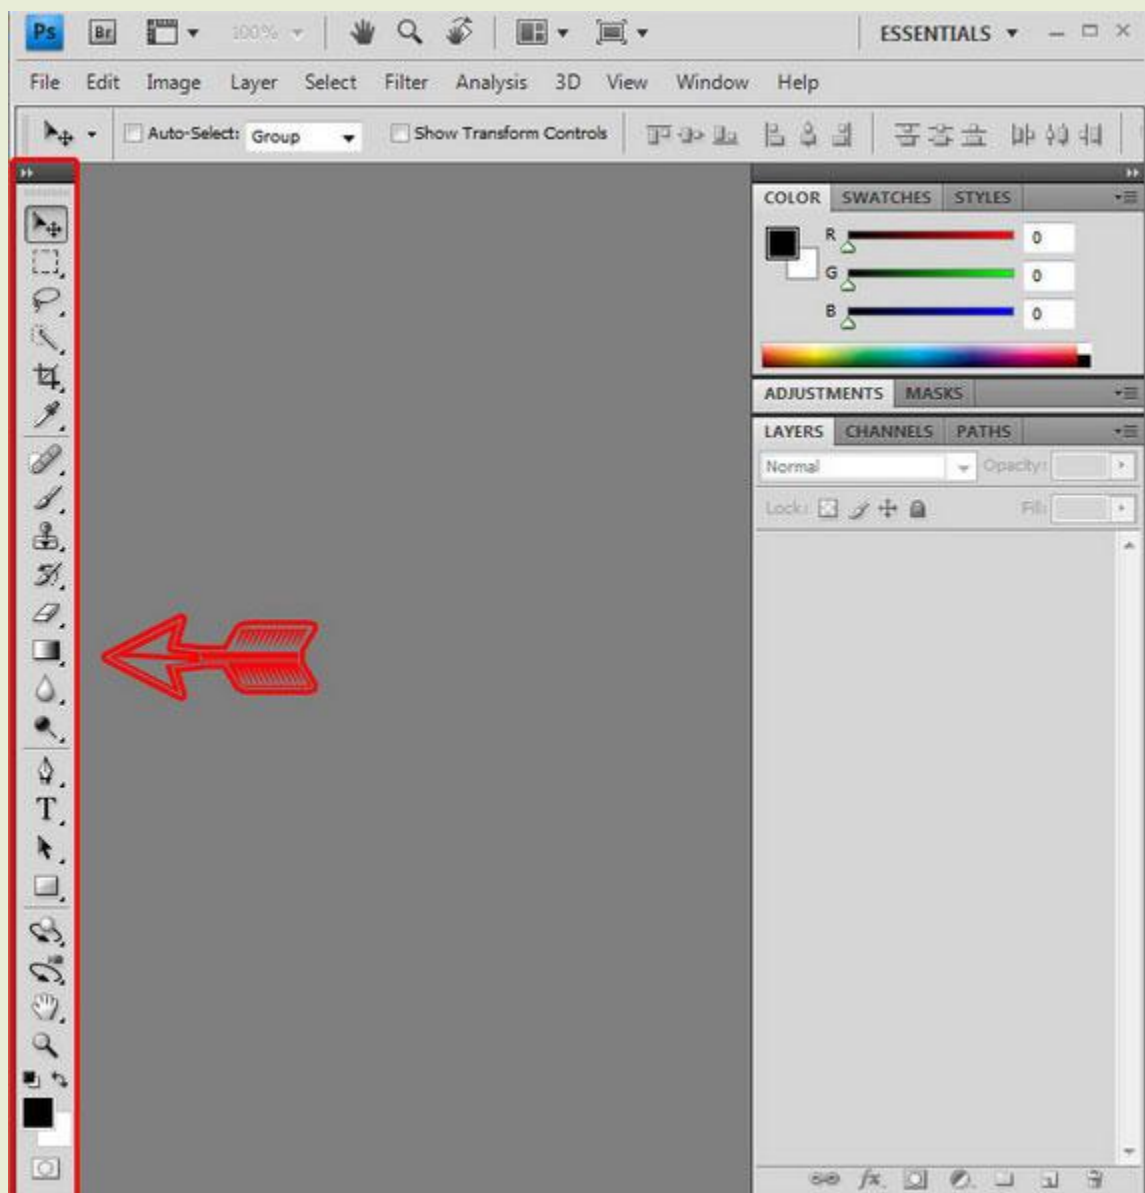 Ps Br 100% ESSENTIALS
File Edit Image Layer Select Filter Analysis 3D View Window Help
Auto-Select: Group Show Transform Controls
COLOR SWATCHES STYLES
R 0
G 0
B 0
ADJUSTMENTS MASKS
LAYERS CHANNELS PATHS
Normal Opacity:
Lock: Fill:
T
fx.